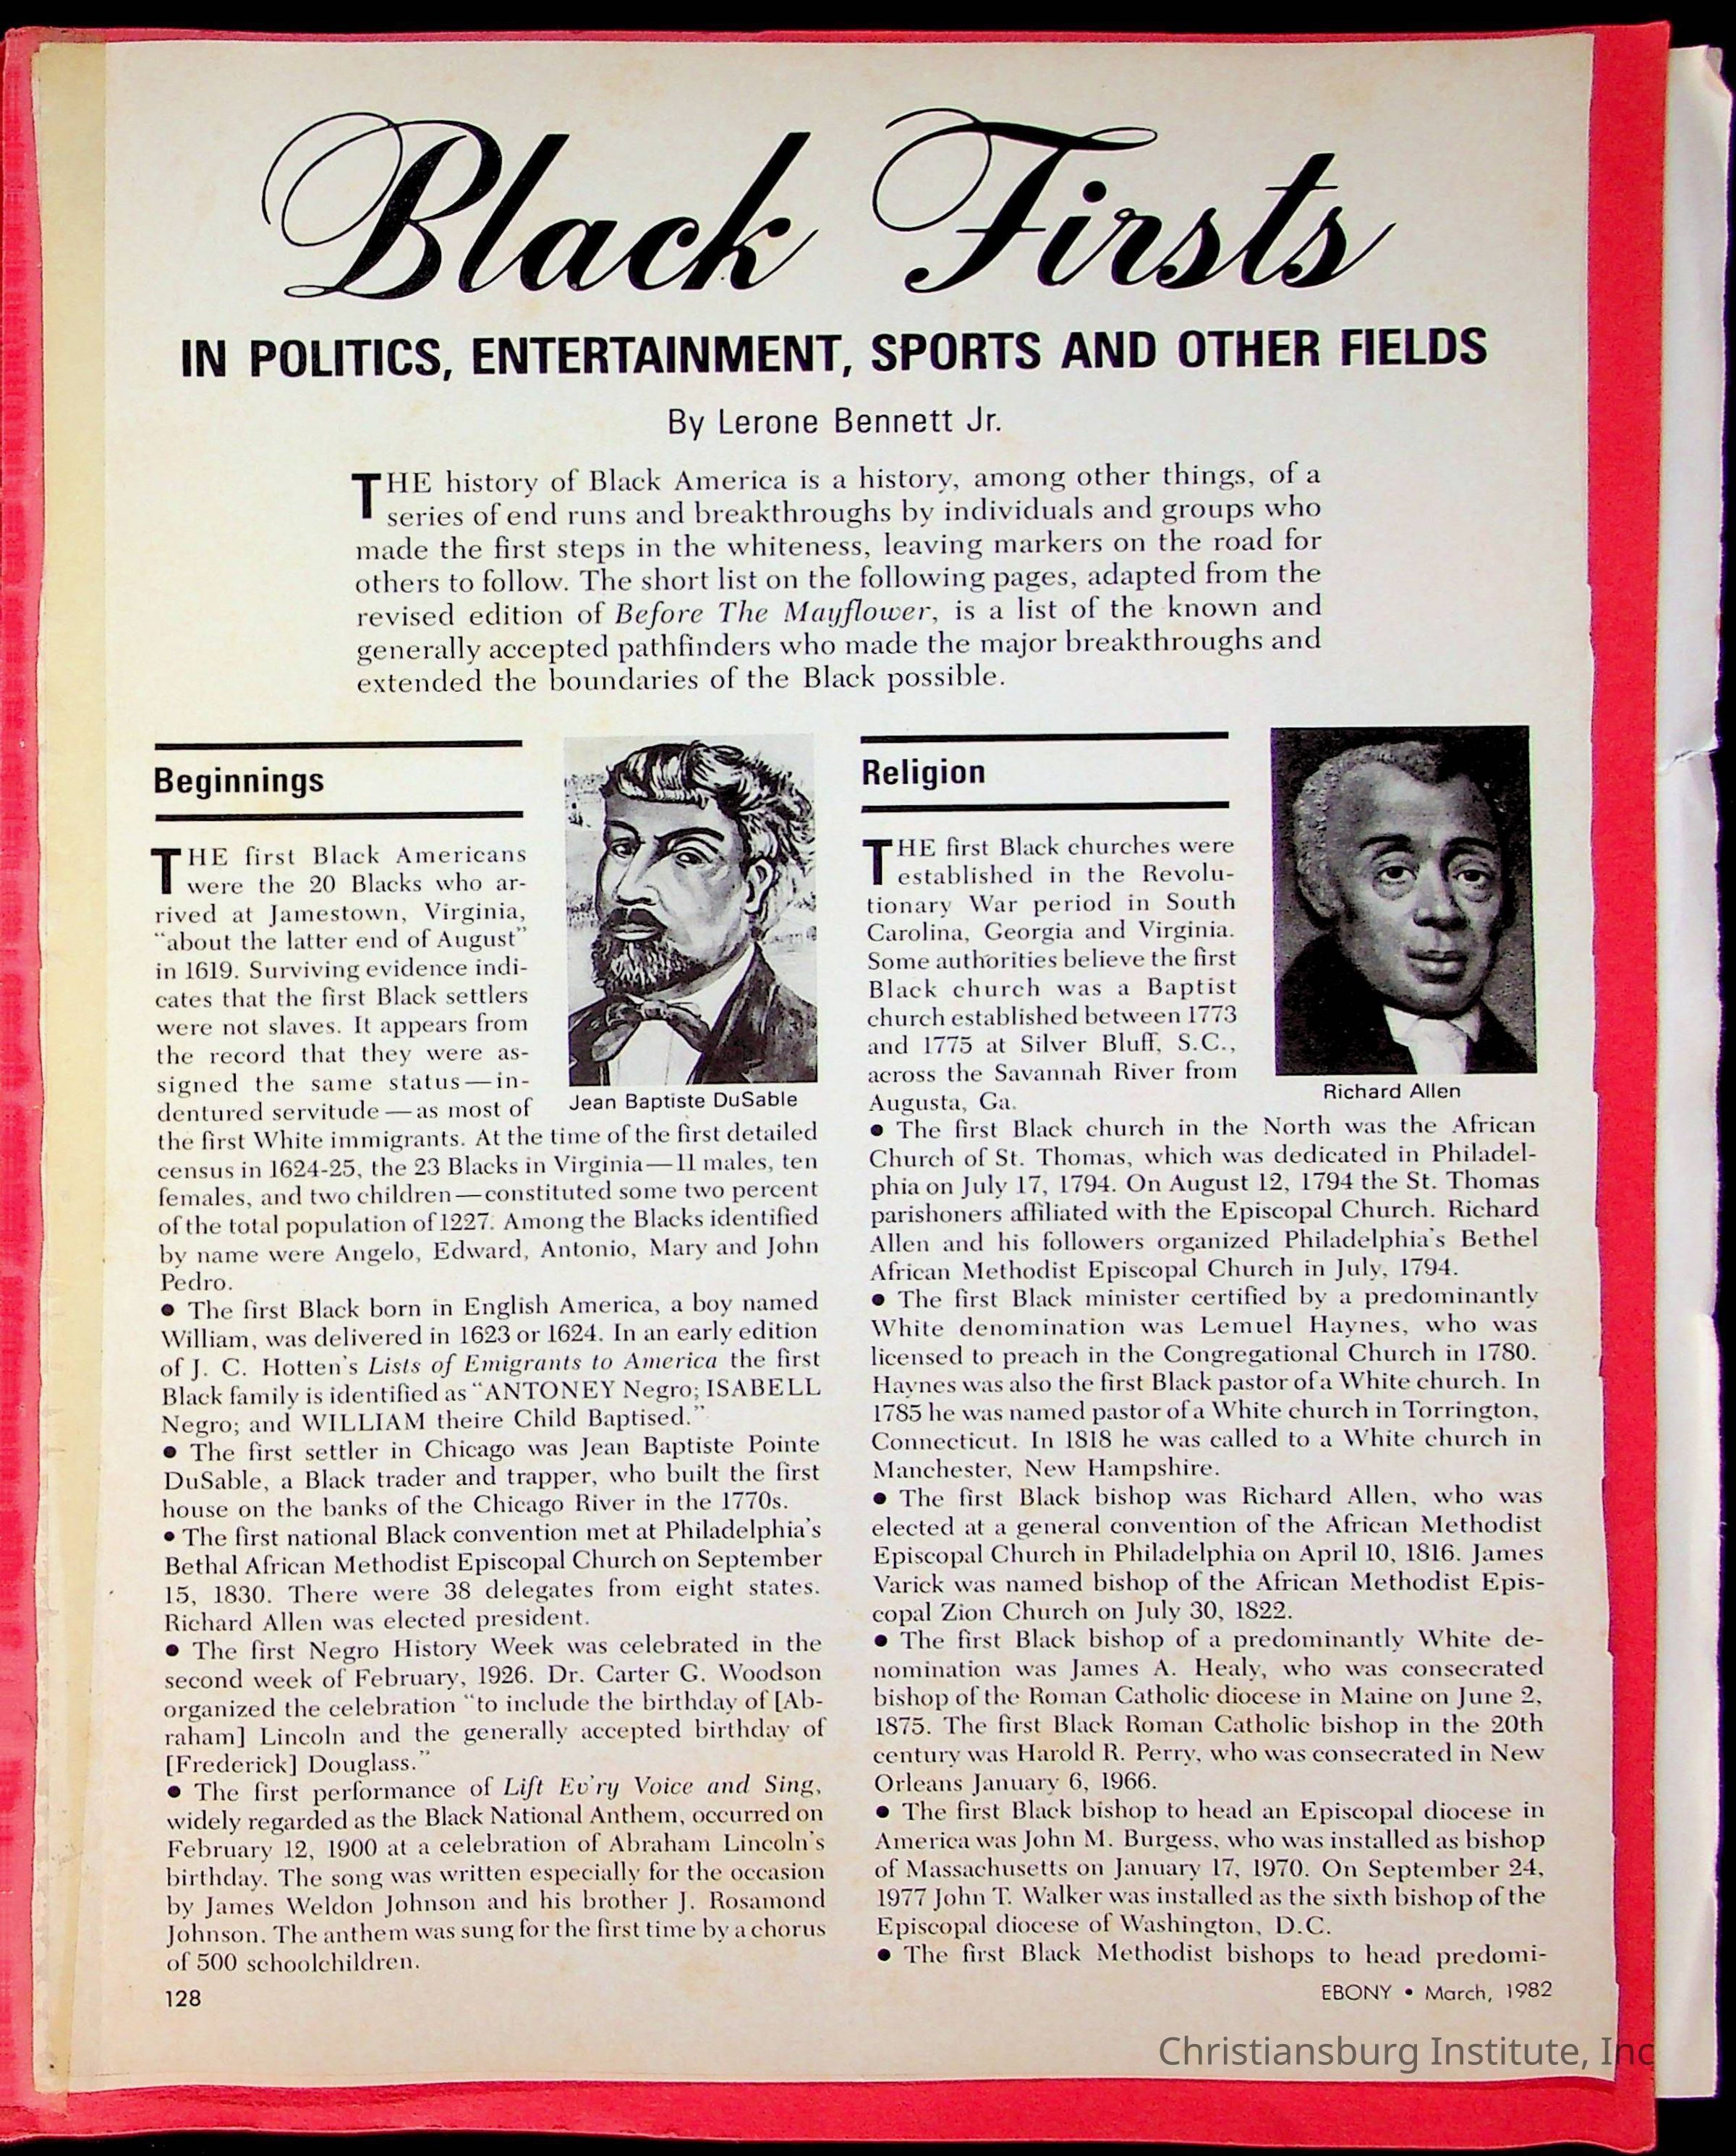 Black Firsts
IN POLITICS, ENTERTAINMENT, SPORTS AND OTHER FIELDS
By Lerone Bennett Jr.
THE history of Black America is a history, among other things, of a
series of end runs and breakthroughs by individuals and groups who
made the first steps in the whiteness, leaving markers on the road for
others to follow. The short list on the following pages, adapted from the
revised edition of Before The Mayflower, is a list of the known and
generally accepted pathfinders who made the major breakthroughs and
extended the boundaries of the Black possible.
Beginnings
THE first Black Americans
were the 20 Blacks who ar-
rived at Jamestown, Virginia,
“about the latter end of August”
in 1619. Surviving evidence indi-
cates that the first Black settlers
were not slaves. It appears from
the record that they were as-
signed the same status—in-
dentured servitude—as most of
Jean Baptiste DuSable
the first White immigrants. At the time of the first detailed
census in 1624-25, the 23 Blacks in Virginia—11 males, ten
females, and two children—constituted some two percent
of the total population of 1227. Among the Blacks identified
by name were Angelo, Edward, Antonio, Mary and John
Pedro.
• The first Black born in English America, a boy named
William, was delivered in 1623 or 1624. In an early edition
of J. C. Hotten's Lists of Emigrants to America the first
Black family is identified as “ANTONEY Negro; ISABELL
Negro; and WILLIAM theire Child Baptised.”
• The first settler in Chicago was Jean Baptiste Pointe
DuSable, a Black trader and trapper, who built the first
house on the banks of the Chicago River in the 1770s.
• The first national Black convention met at Philadelphia's
Bethal African Methodist Episcopal Church on September
15, 1830. There were 38 delegates from eight states.
Richard Allen was elected president.
• The first Negro History Week was celebrated in the
second week of February, 1926. Dr. Carter G. Woodson
organized the celebration “to include the birthday of [Ab-
raham] Lincoln and the generally accepted birthday of
[Frederick] Douglass.”
• The first performance of Lift Ev'ry Voice and Sing,
widely regarded as the Black National Anthem, occurred on
February 12, 1900 at a celebration of Abraham Lincoln's
birthday. The song was written especially for the occasion
by James Weldon Johnson and his brother J. Rosamond
Johnson. The anthem was sung for the first time by a chorus
of 500 schoolchildren.
Religion
THE first Black churches were
established in the Revolu-
tionary War period in South
Carolina, Georgia and Virginia.
Some authorities believe the first
Black church was a Baptist
church established between 1773
and 1775 at Silver Bluff, S.C.,
across the Savannah River from
Augusta, Ga.
Richard Allen
• The first Black church in the North was the African
Church of St. Thomas, which was dedicated in Philadel-
phia on July 17, 1794. On August 12, 1794 the St. Thomas
parishoners affiliated with the Episcopal Church. Richard
Allen and his followers organized Philadelphia's Bethel
African Methodist Episcopal Church in July, 1794.
• The first Black minister certified by a predominantly
White denomination was Lemuel Haynes, who was
licensed to preach in the Congregational Church in 1780.
Haynes was also the first Black pastor of a White church. In
1785 he was named pastor of a White church in Torrington,
Connecticut. In 1818 he was called to a White church in
Manchester, New Hampshire.
• The first Black bishop was Richard Allen, who was
elected at a general convention of the African Methodist
Episcopal Church in Philadelphia on April 10, 1816. James
Varick was named bishop of the African Methodist Epis-
copal Zion Church on July 30, 1822.
• The first Black bishop of a predominantly White de-
nomination was James A. Healy, who was consecrated
bishop of the Roman Catholic diocese in Maine on June 2,
1875. The first Black Roman Catholic bishop in the 20th
century was Harold R. Perry, who was consecrated in New
Orleans January 6, 1966.
• The first Black bishop to head an Episcopal diocese in
America was John M. Burgess, who was installed as bishop
of Massachusetts on January 17, 1970. On September 24,
1977 John T. Walker was installed as the sixth bishop of the
Episcopal diocese of Washington, D.C.
• The first Black Methodist bishops to head predomi-
128
EBONY • March, 1982
Christiansburg Institute, Inc